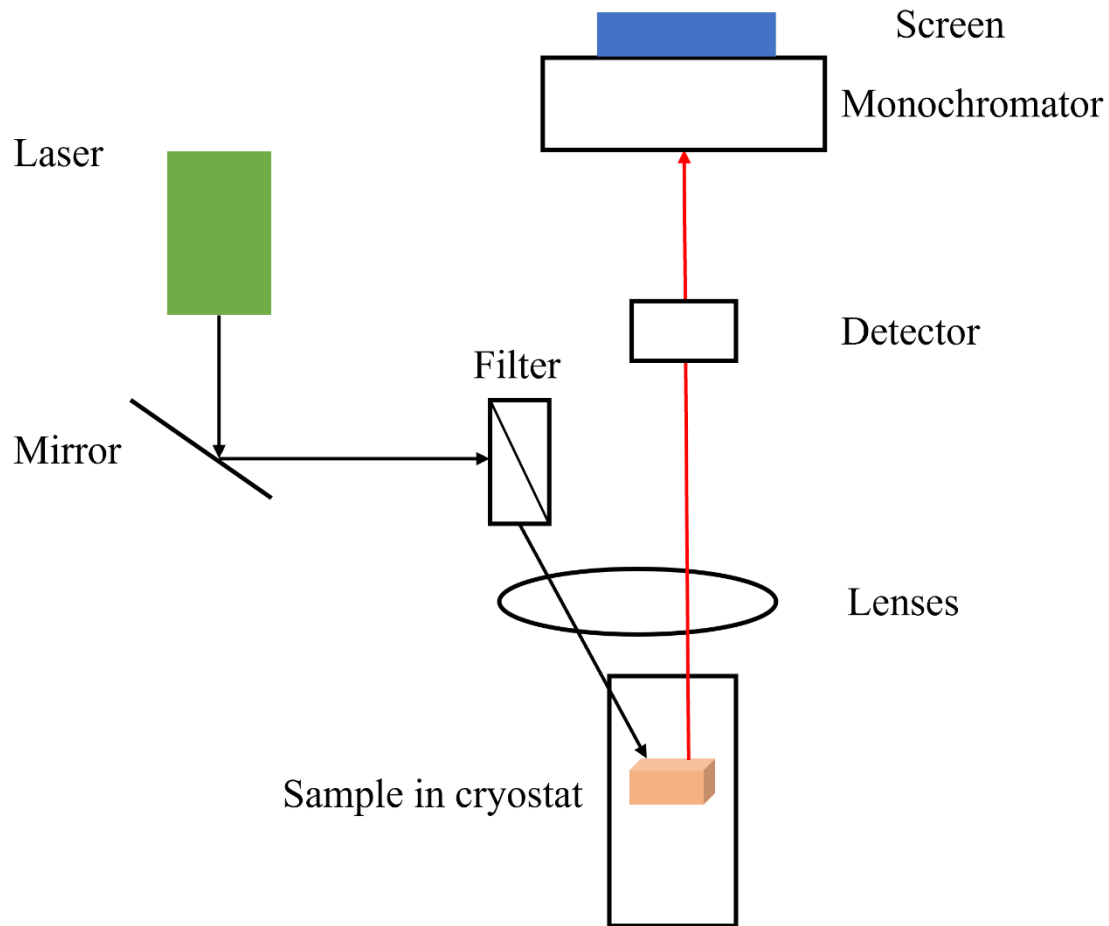 Screen
Monochromator
Laser
Detector
Filter
Mirror
Lenses
Sample in cryostat